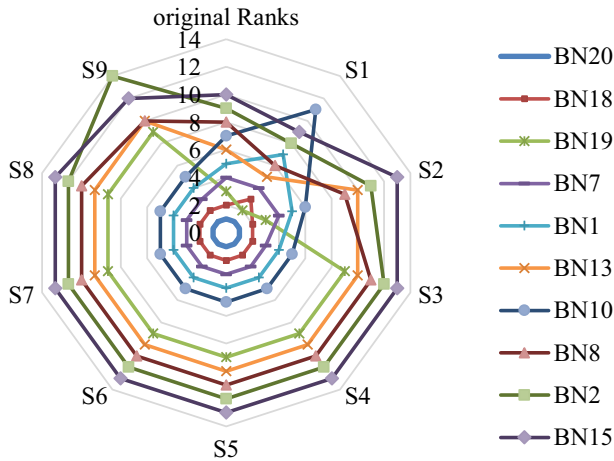 original Ranks
14
12
10
8
6
4
2
0
S1
S2
S3
S4
S5
S6
S7
S8
S9
BN20
BN18
BN19
BN7
BN1
BN13
BN10
BN8
BN2
BN15